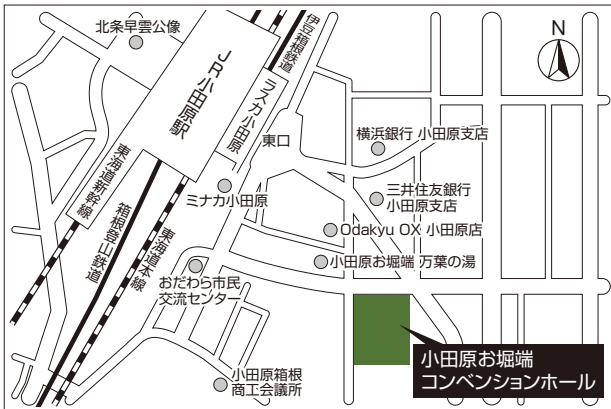 北条早雲公像
JR小田原駅
伊豆箱根鉄道
ラスカ小田原
東口
N
横浜銀行 小田原支店
三井住友銀行
小田原支店
ミナカ小田原
東海道新幹線
箱根登山鉄道
東海道本線
Odakyu OX 小田原店
小田原お堀端 万葉の湯
おだわら市民
交流センター
小田原箱根
商工会議所
小田原お堀端
コンベンションホール